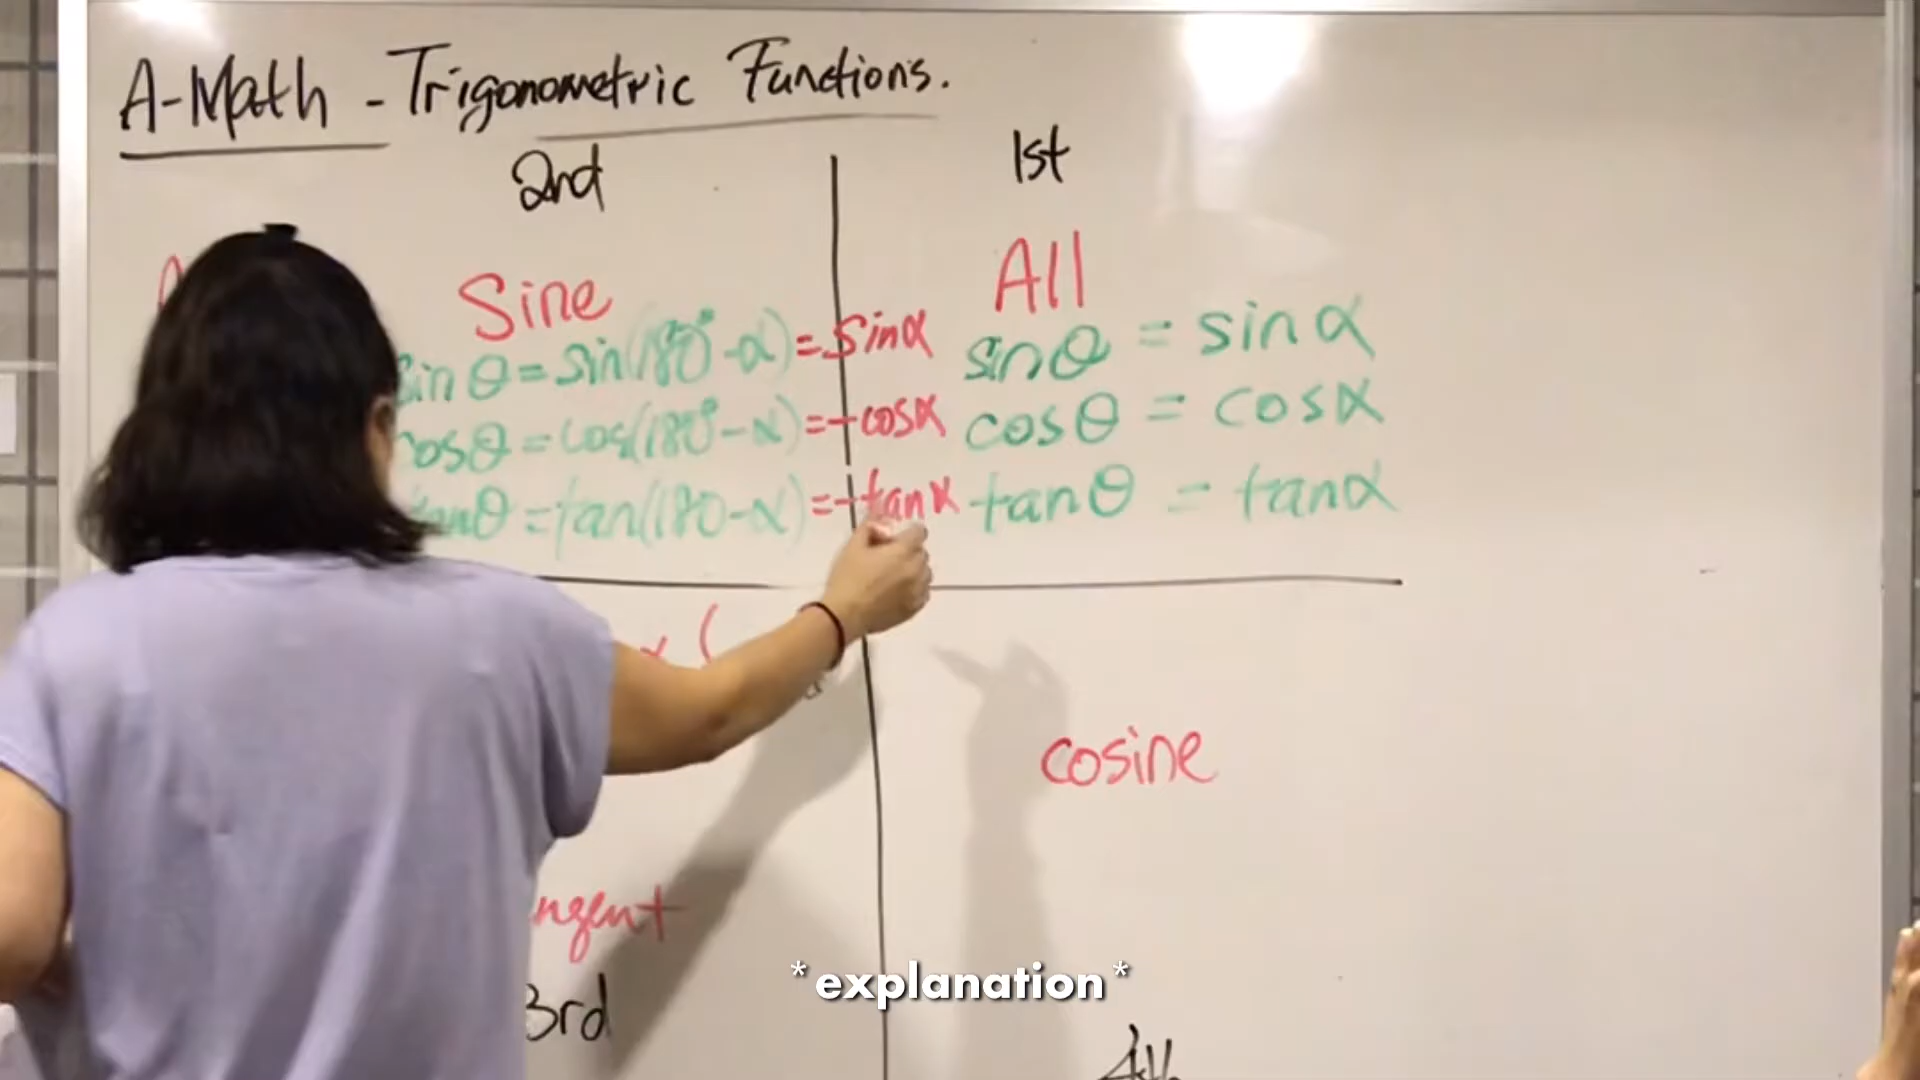 A-Math - Trigonometric Functions.
2nd
1st
Sine
All
sin θ = sin(180° - α) = sin α
sin θ = sin α
cos θ = cos(180° - α) = -cos α
cos θ = cos α
tan θ = tan(180 - α) = -tan α
tan θ = tan α
cosine
ngent
*explanation*
3rd